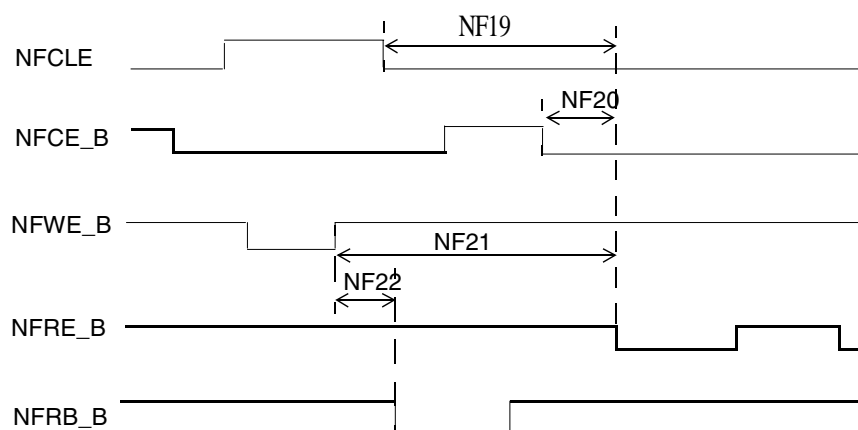 NF19
NFCLE
NF20
NFCE_B
NFWE_B
NF21
NF22
NFRE_B
NFRB_B